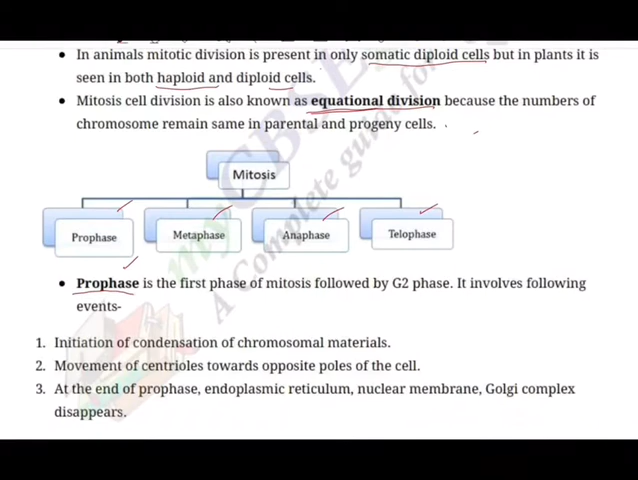 In animals mitotic division is present in only somatic diploid cells but in plants it is
seen in both haploid and diploid cells.
Mitosis cell division is also known as equational division because the numbers of
chromosome remain same in parental and progeny cells.
Mitosis
Prophase
Metaphase
Anaphase
Telophase
Prophase is the first phase of mitosis followed by G2 phase. It involves following
events-
1. Initiation of condensation of chromosomal materials.
2. Movement of centrioles towards opposite poles of the cell.
3. At the end of prophase, endoplasmic reticulum, nuclear membrane, Golgi complex
disappears.